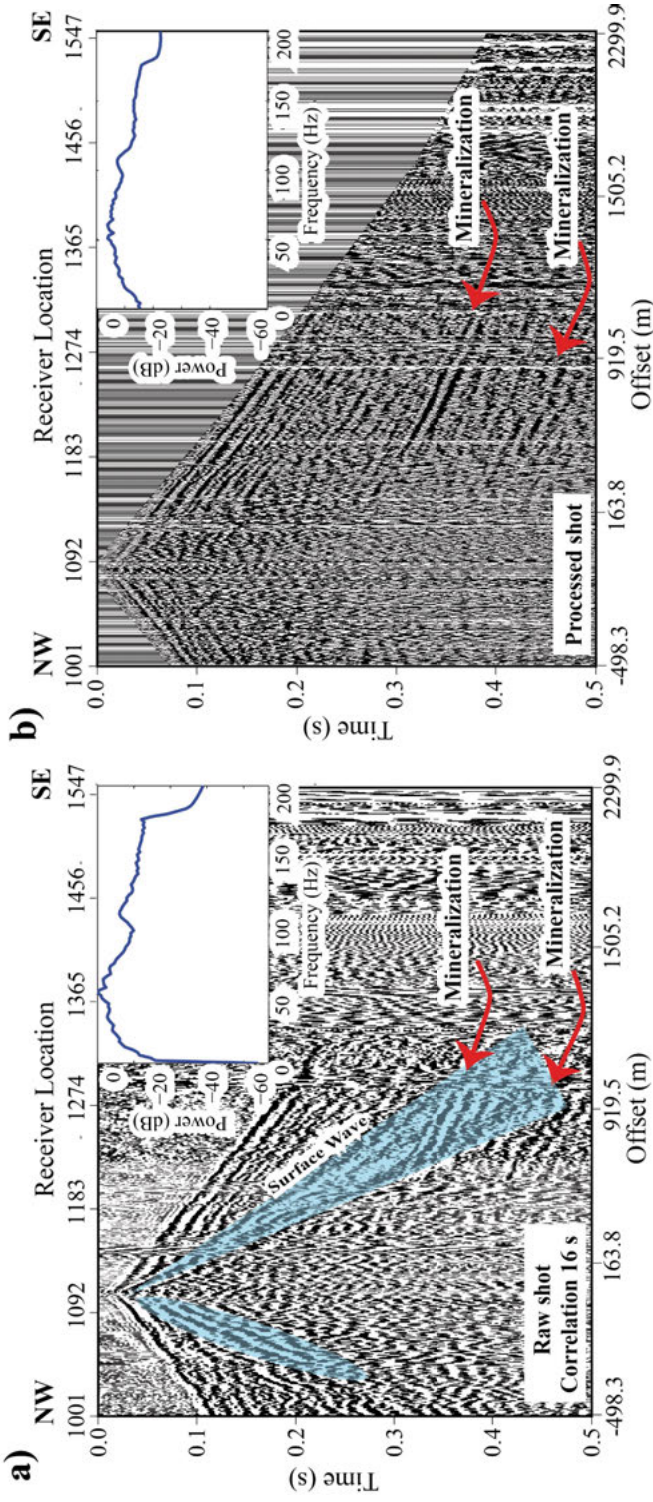 a)
NW
Receiver Location
SE
1001
1092
1183
1274
1365
1456
1547
Time (s)
0.0
0.1
0.2
0.3
0.4
0.5
Power (dB)
0
−20
−40
−60
0
50
100
150
200
Frequency (Hz)
Surface Wave
Mineralization
Mineralization
Raw shot
Correlation 16 s
-498.3
163.8
919.5
1505.2
2299.9
Offset (m)
b)
NW
Receiver Location
SE
1001
1092
1183
1274
1365
1456
1547
Time (s)
0.0
0.1
0.2
0.3
0.4
0.5
Power (dB)
0
−20
−40
−60
0
50
100
150
200
Frequency (Hz)
Mineralization
Mineralization
Processed shot
-498.3
163.8
919.5
1505.2
2299.9
Offset (m)